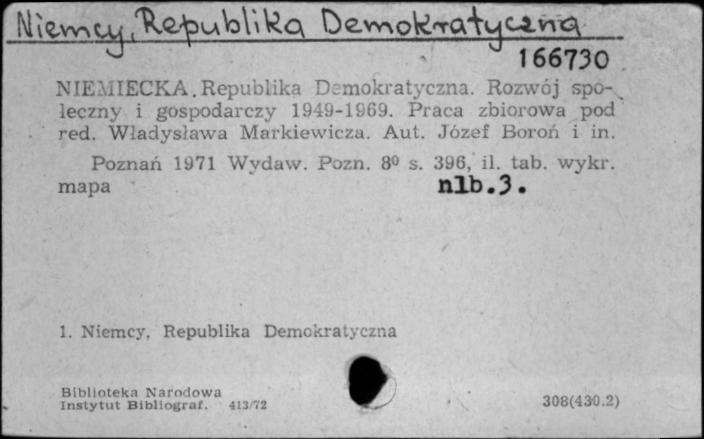 Niemcy, Republika Demokratyczna
166730
NIEMIECKA, Republika Demokratyczna. Rozwój spo-
łeczny i gospodarczy 1949-1969. Praca zbiorowa pod
red. Władysława Markiewicza. Aut. Józef Boroń i in.
Poznań 1971 Wydaw. Pozn. 8⁰ s. 396, il. tab. wykr.
mapa nlb.3.
1. Niemcy, Republika Demokratyczna
Biblioteka Narodowa
Instytut Bibliograf. 413/72
308(430.2)